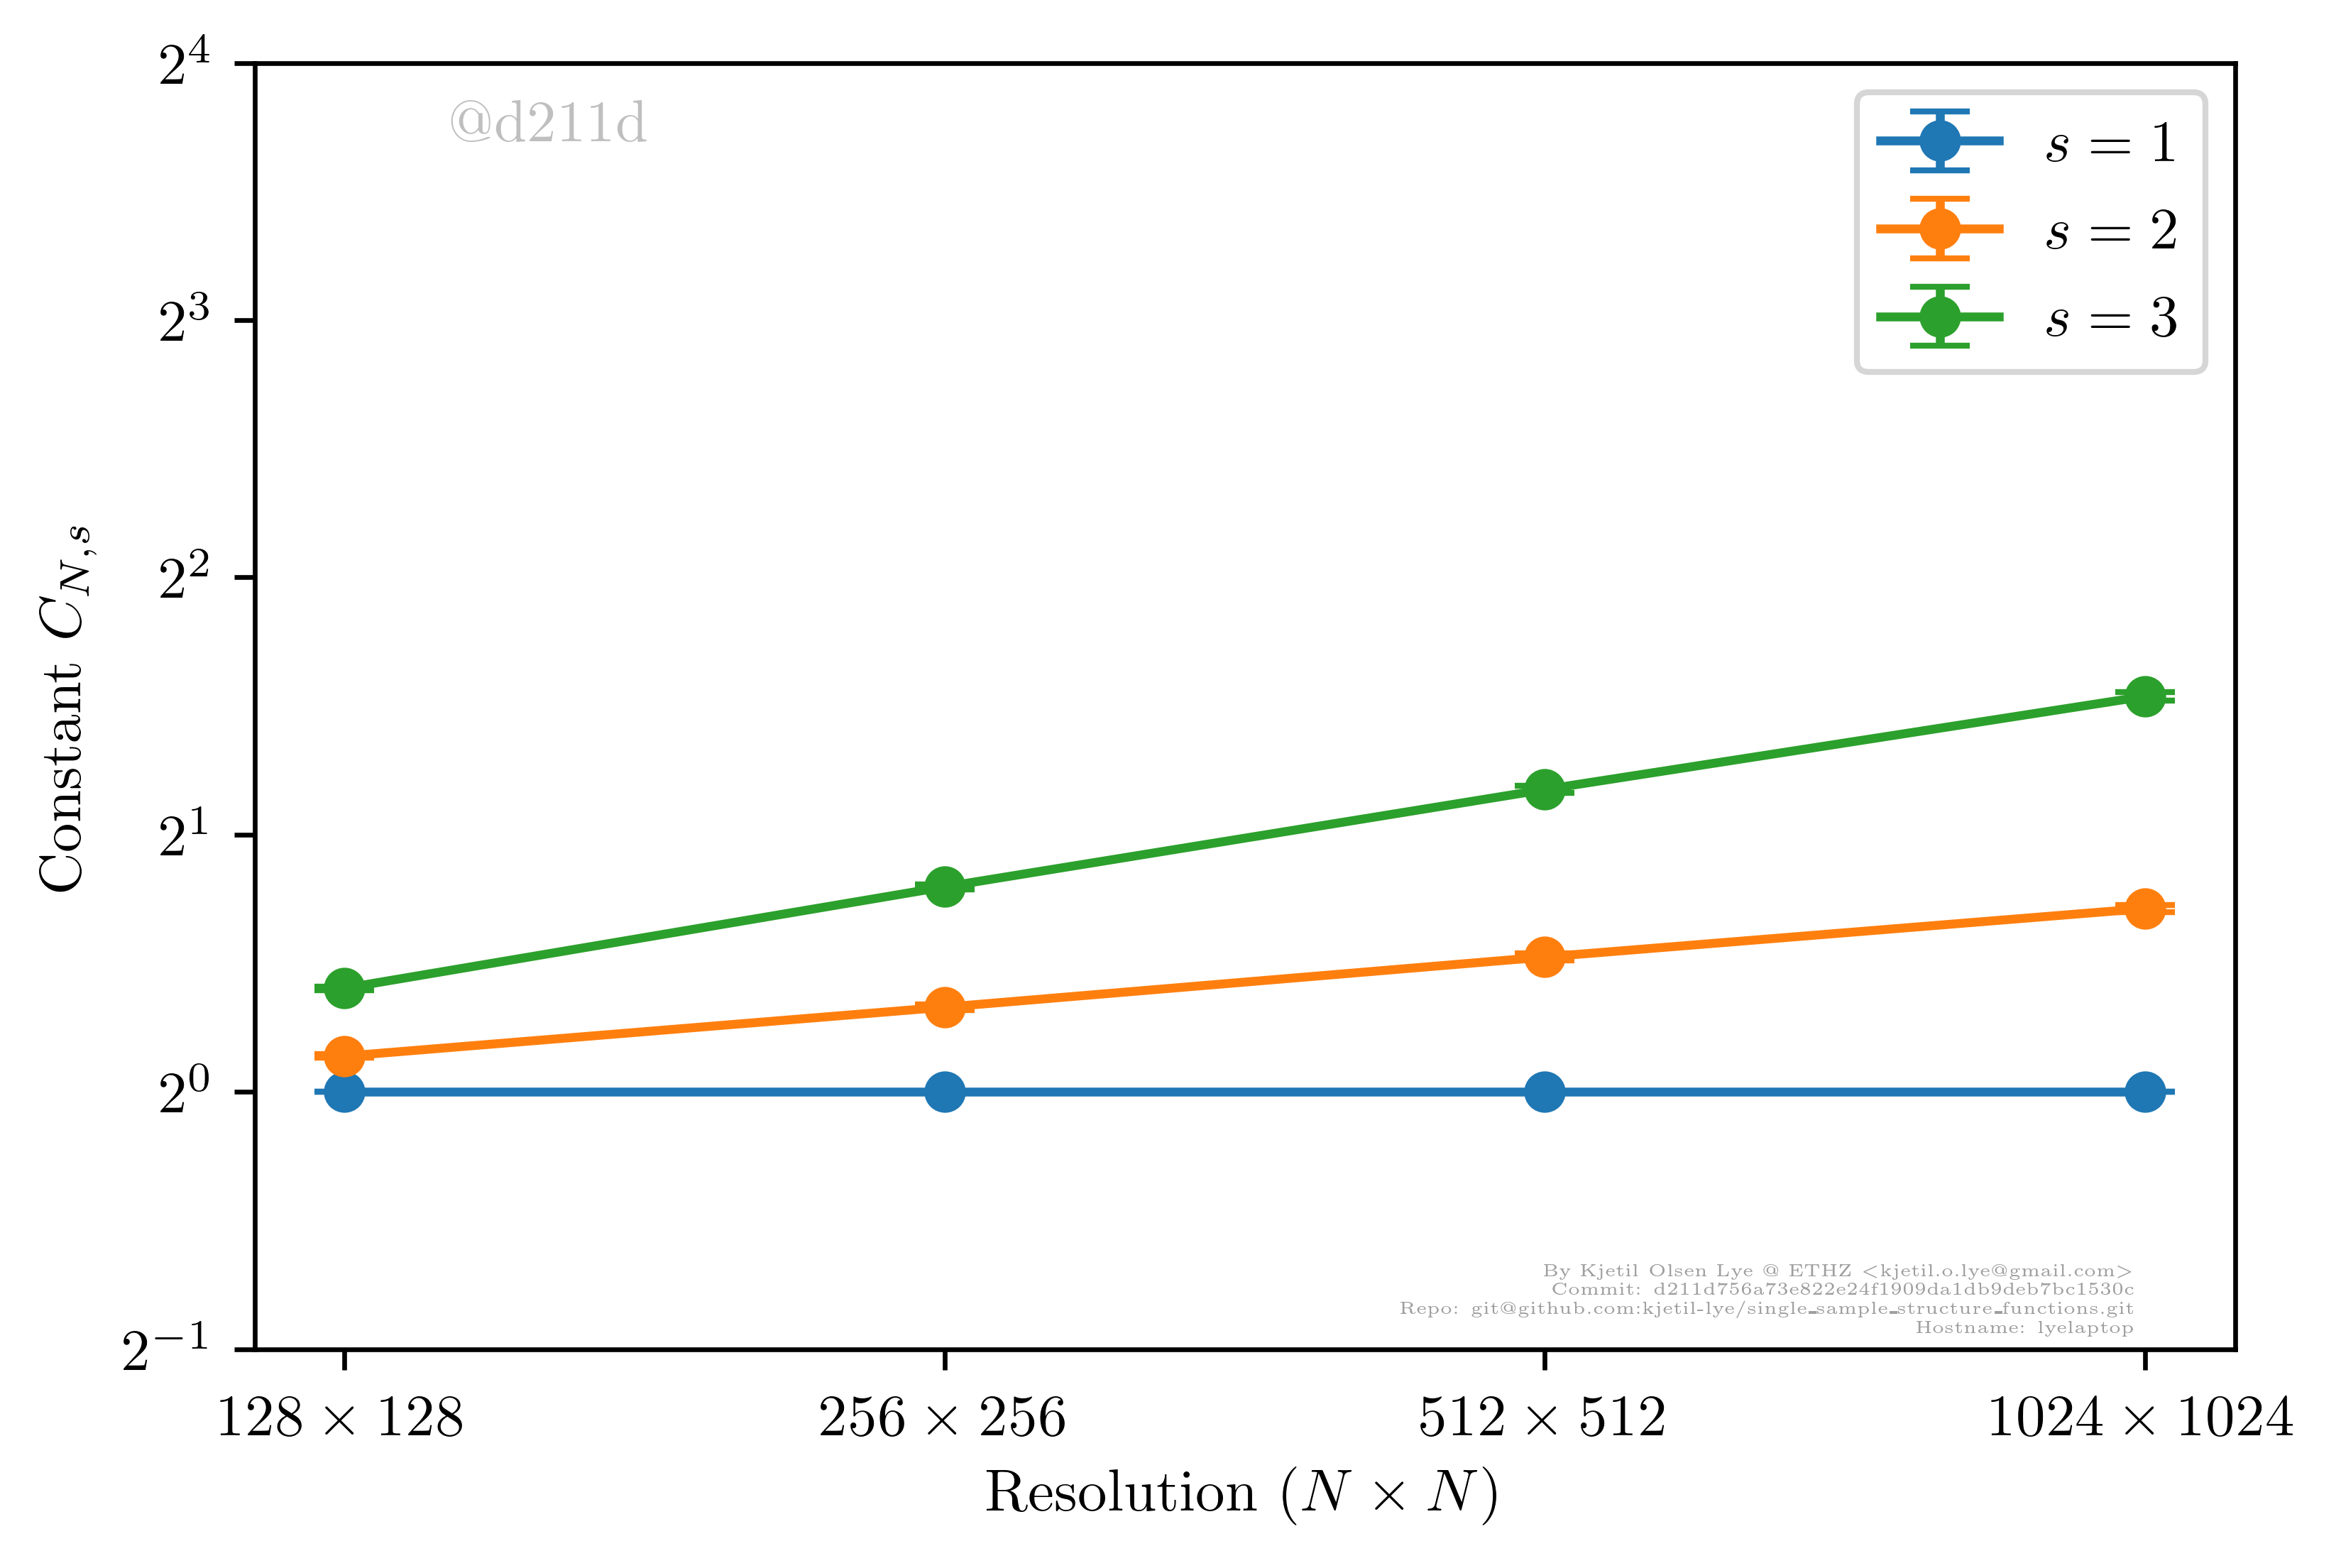 @d211d
s = 1
s = 2
s = 3
2^4
2^3
2^2
2^1
2^0
2^{-1}
Constant C_{N,s}
By Kjetil Olsen Lye @ ETHZ <kjetil.o.lye@gmail.com>
Commit: d211d756a73e822e24f1909da1db9deb7bc1530c
Repo: git@github.com:kjetil-lye/single_sample_structure_functions.git
Hostname: lyelaptop
128 × 128 256 × 256 512 × 512 1024 × 1024
Resolution (N × N)